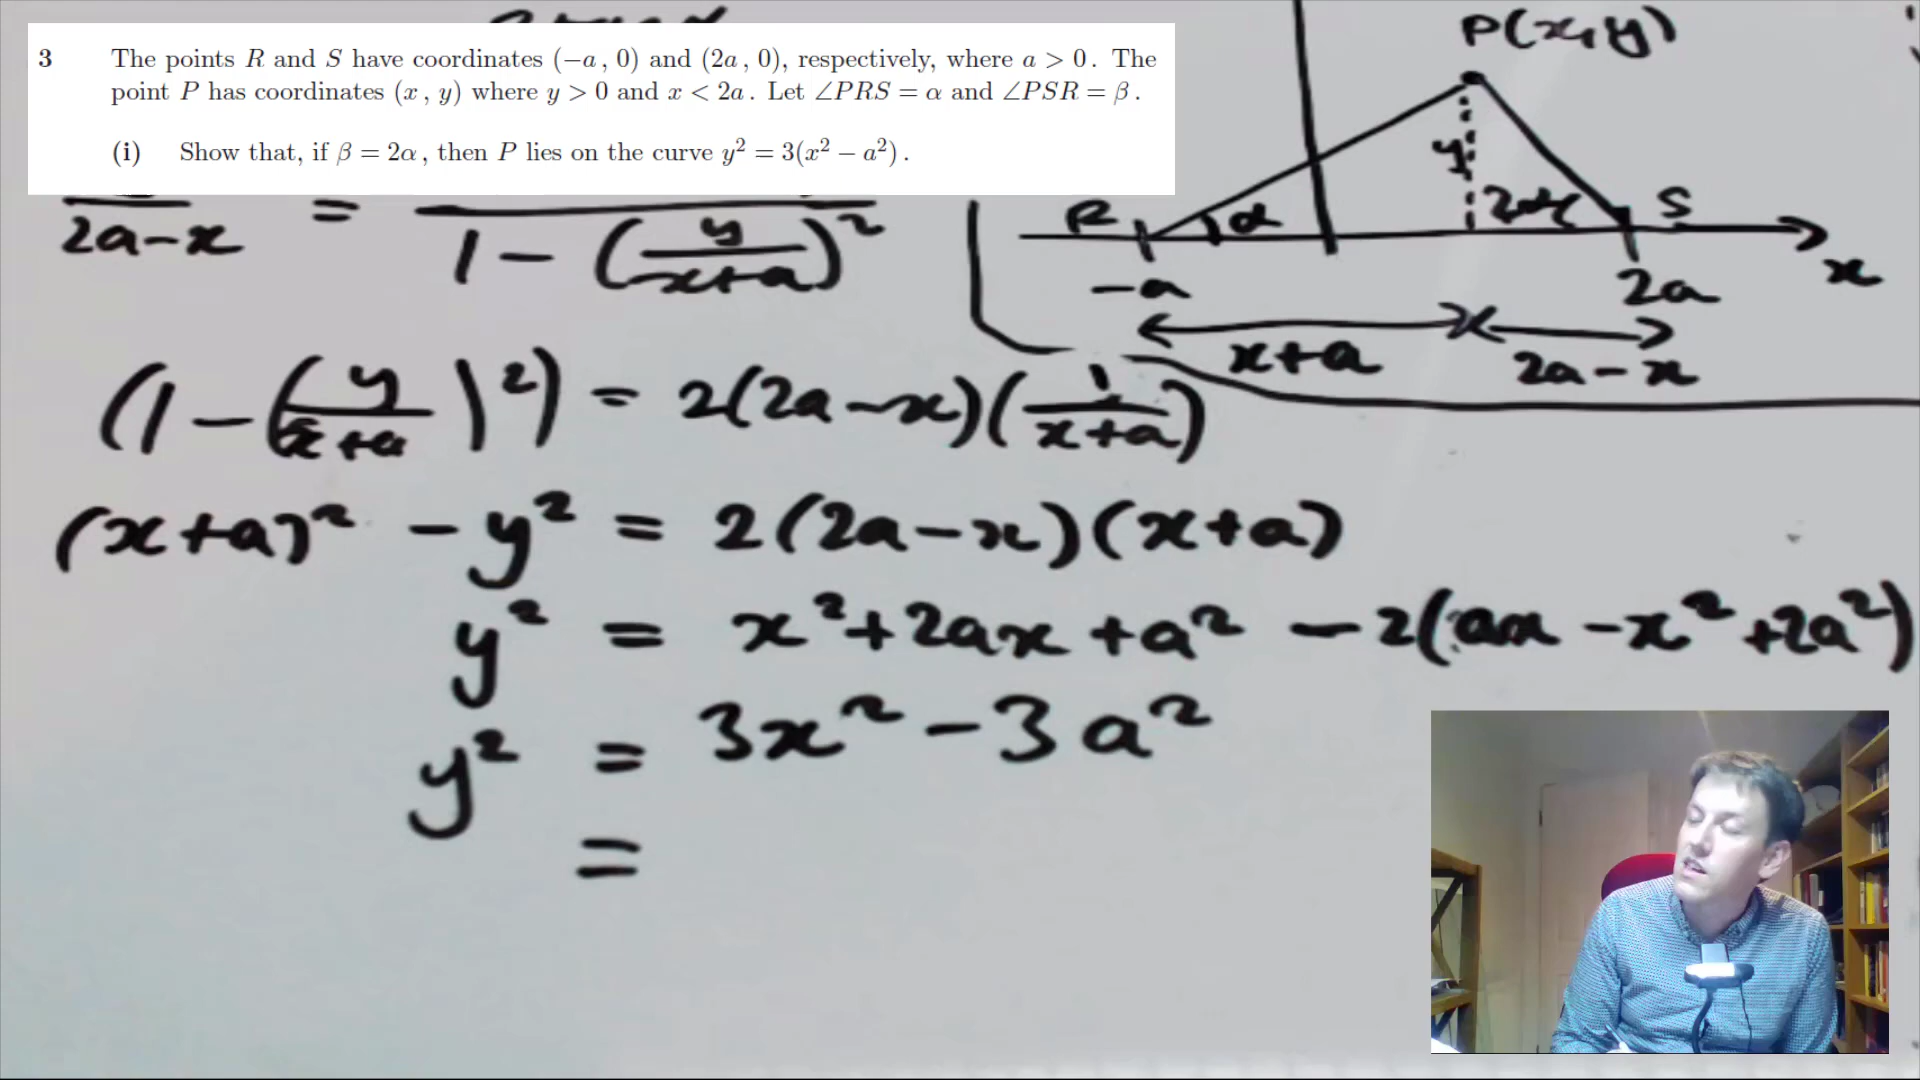 3 The points R and S have coordinates (−a, 0) and (2a, 0), respectively, where a > 0. The
point P has coordinates (x, y) where y > 0 and x < 2a. Let ∠PRS = α and ∠PSR = β.
(i) Show that, if β = 2α, then P lies on the curve y² = 3(x² − a²).
P(x,y)
y
R α 2α S
-a 2a x
x+a 2a-x
2a-x = 1 - (y/(x+a))²
(1 - (y/(x+a))²) = 2(2a-x)(1/(x+a))
(x+a)² - y² = 2(2a-x)(x+a)
y² = x²+2ax+a² - 2(ax-x²+2a²)
y² = 3x² - 3a²
=